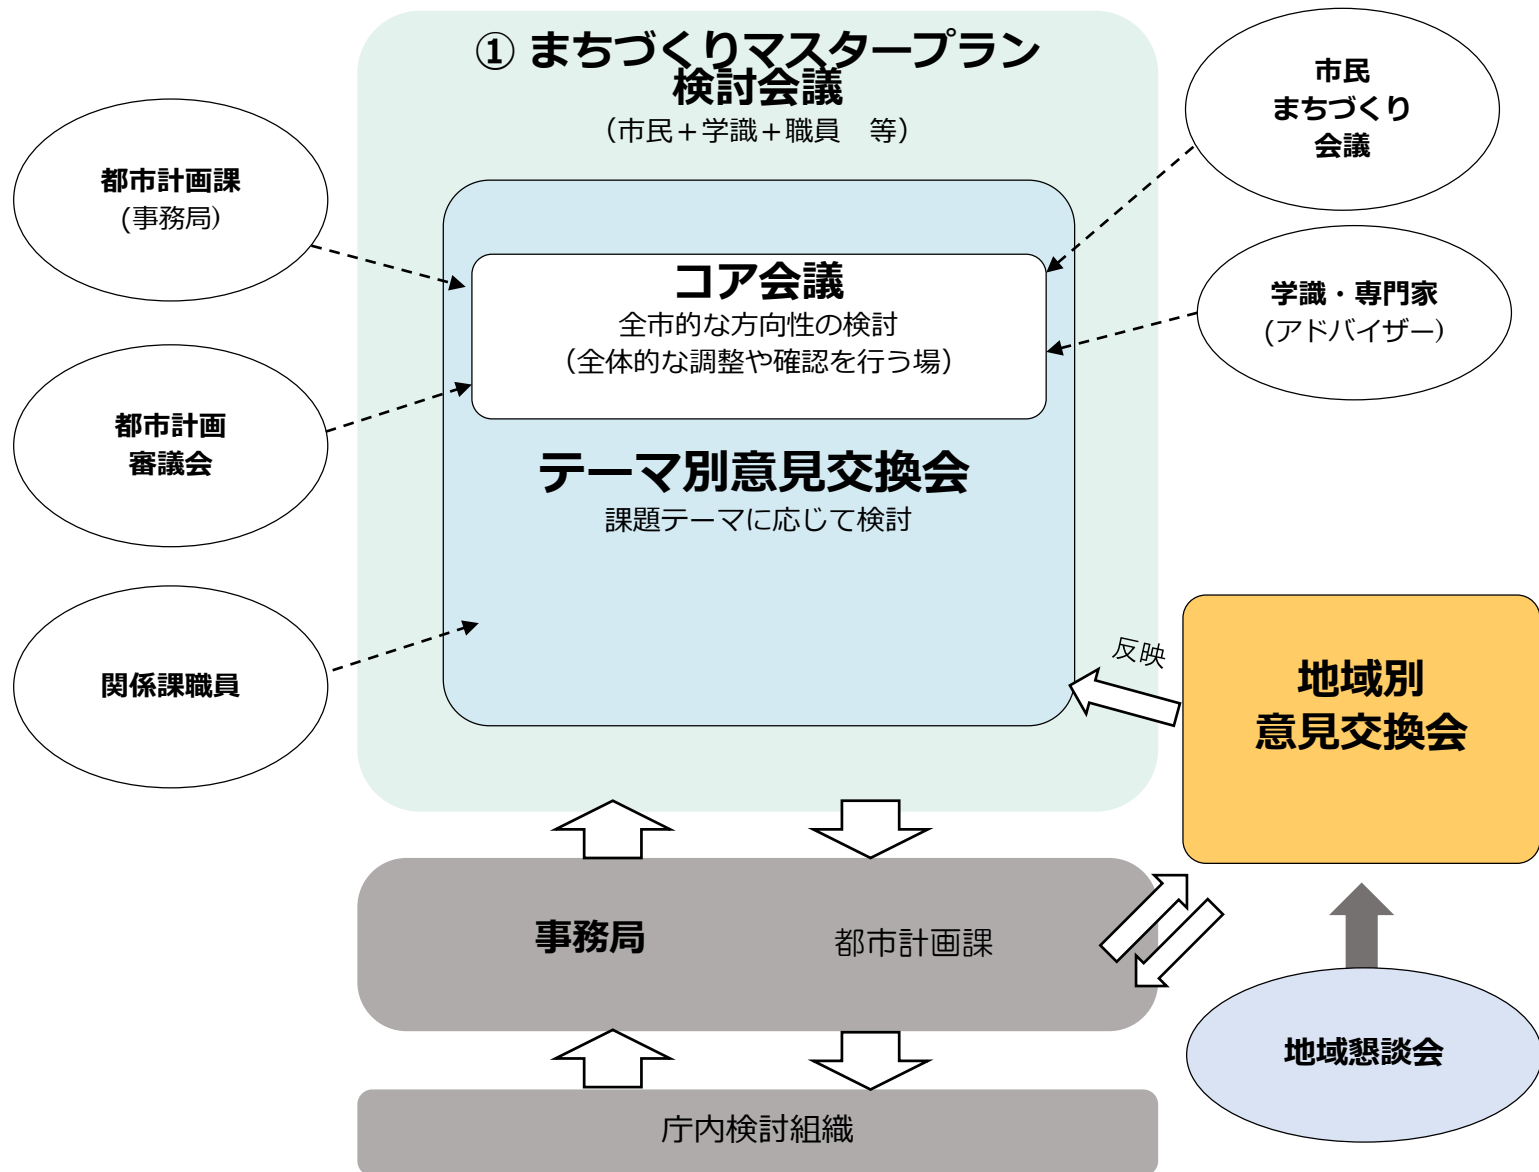 ① まちづくりマスタープラン
検討会議
（市民＋学識＋職員　等）
市民
まちづくり
会議
都市計画課
(事務局）
コア会議
全市的な方向性の検討
（全体的な調整や確認を行う場）
学識・専門家
(アドバイザー）
都市計画
審議会
テーマ別意見交換会
課題テーマに応じて検討
関係課職員
反映
地域別
意見交換会
事務局
都市計画課
地域懇談会
庁内検討組織